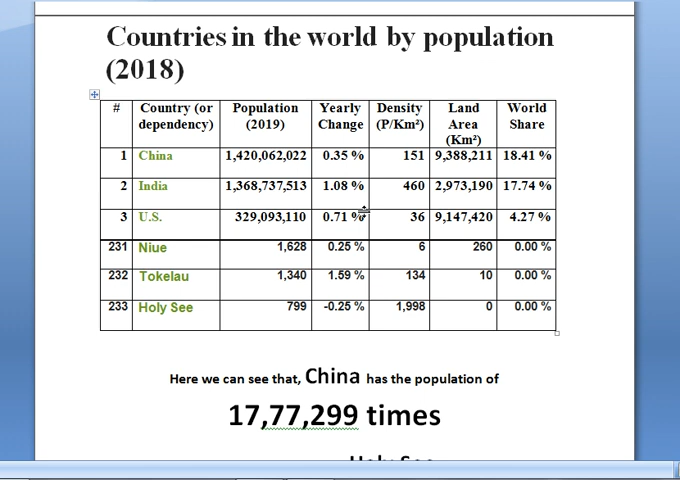 Countries in the world by population
(2018)
# Country (or dependency) Population (2019) Yearly Change Density (P/Km²) Land Area (Km²) World Share
1 China 1,420,062,022 0.35 % 151 9,388,211 18.41 %
2 India 1,368,737,513 1.08 % 460 2,973,190 17.74 %
3 U.S. 329,093,110 0.71 % 36 9,147,420 4.27 %
231 Niue 1,628 0.25 % 6 260 0.00 %
232 Tokelau 1,340 1.59 % 134 10 0.00 %
233 Holy See 799 -0.25 % 1,998 0 0.00 %
Here we can see that, China has the population of
17,77,299 times
Holy See